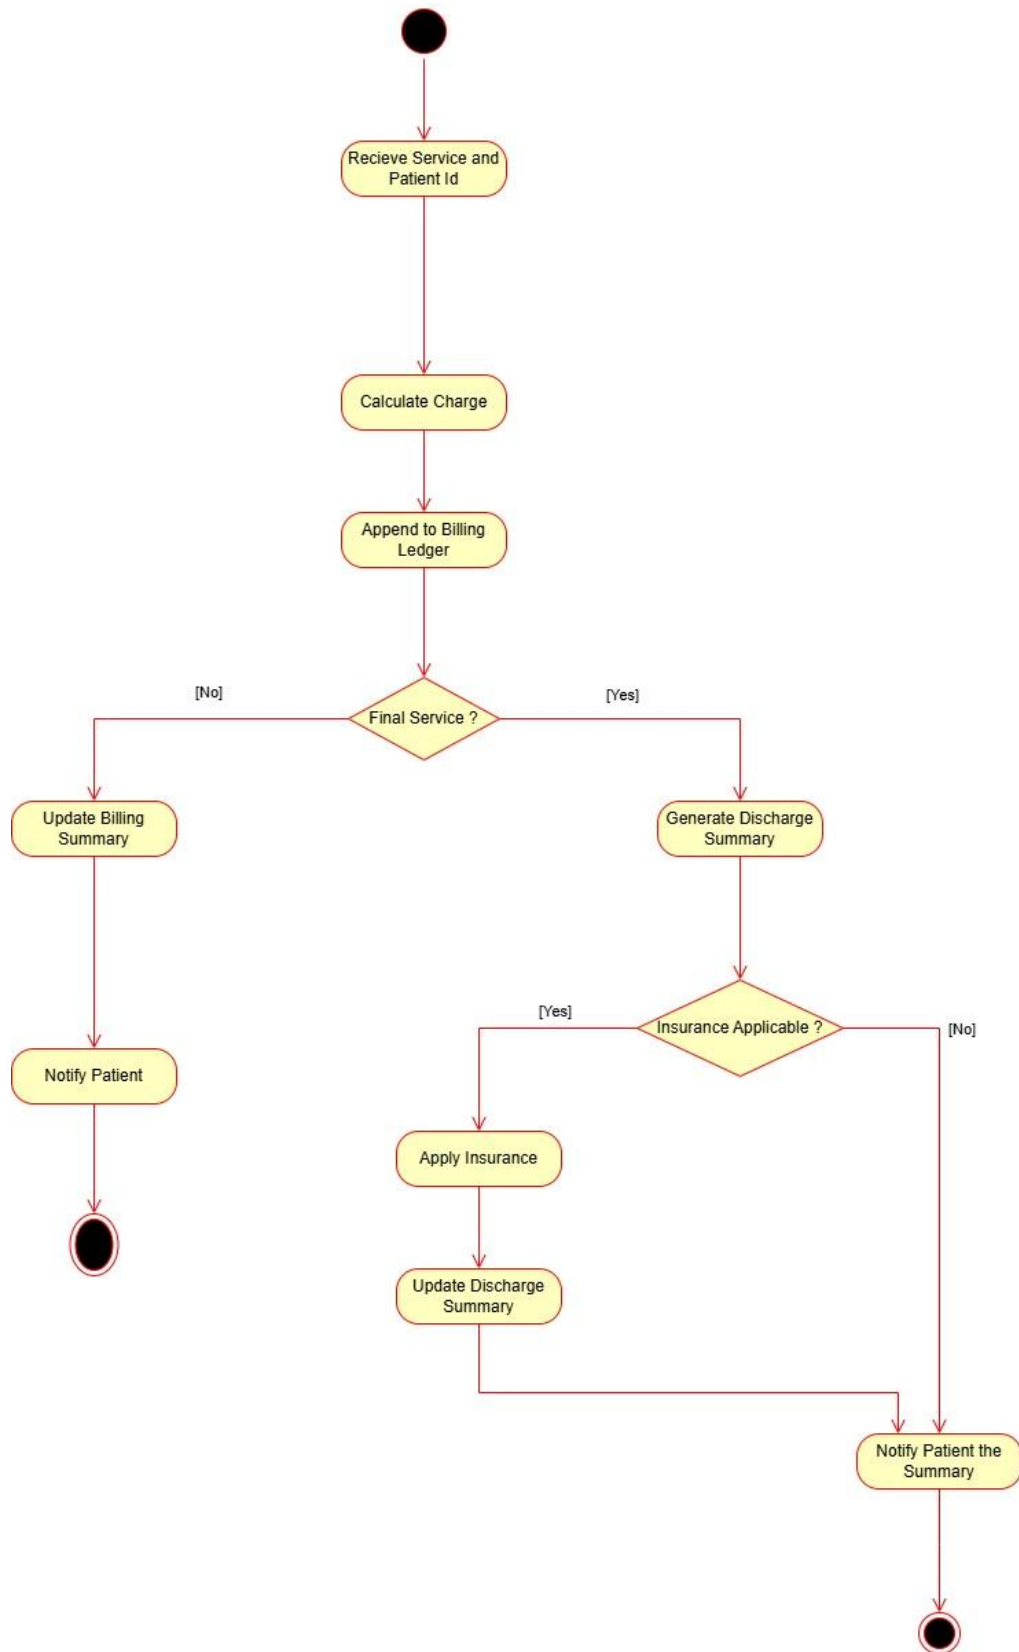 Recieve Service and
Patient Id
Calculate Charge
Append to Billing
Ledger
[No]
Final Service ?
[Yes]
Update Billing
Summary
Generate Discharge
Summary
[Yes]
Insurance Applicable ?
[No]
Notify Patient
Apply Insurance
Update Discharge
Summary
Notify Patient the
Summary